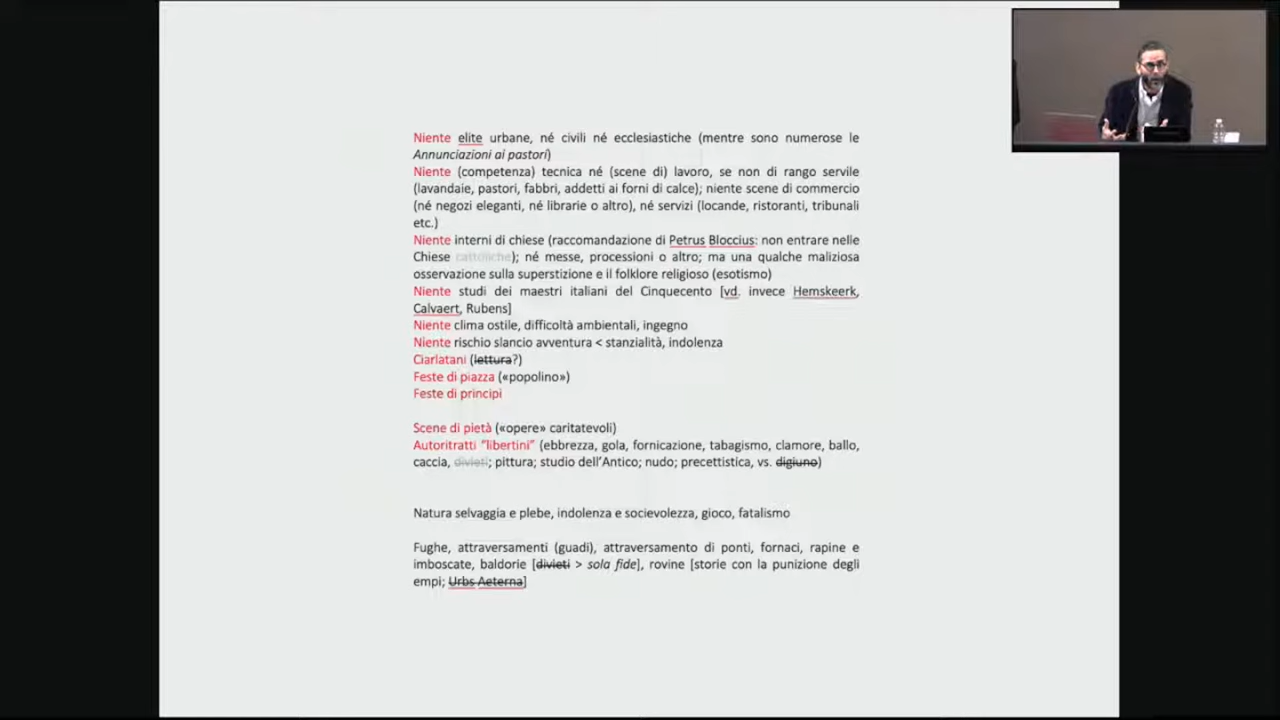 Niente elite urbane, né civili né ecclesiastiche (mentre sono numerose le
Annunciazioni ai pastori)
Niente (competenza) tecnica né (scene di) lavoro, se non di rango servile
(lavandaie, pastori, fabbri, addetti ai forni di calce); niente scene di commercio
(né negozi eleganti, né librarie o altro), né servizi (locande, ristoranti, tribunali
etc.)
Niente interni di chiese (raccomandazione di Petrus Bloccius: non entrare nelle
Chiese cattoliche); né messe, processioni o altro; ma una qualche maliziosa
osservazione sulla superstizione e il folklore religioso (esotismo)
Niente studi dei maestri italiani del Cinquecento [vd. invece Hemskeerk,
Calvaert, Rubens]
Niente clima ostile, difficoltà ambientali, ingegno
Niente rischio slancio avventura < stanzialità, indolenza
Ciarlatani (lettura?)
Feste di piazza («popolino»)
Feste di principi
Scene di pietà («opere» caritatevoli)
Autoritratti "libertini" (ebbrezza, gola, fornicazione, tabagismo, clamore, ballo,
caccia, divieti; pittura; studio dell'Antico; nudo; precettistica, vs. digiuno)
Natura selvaggia e plebe, indolenza e socievolezza, gioco, fatalismo
Fughe, attraversamenti (guadi), attraversamento di ponti, fornaci, rapine e
imboscate, baldorie [divieti > sola fide], rovine [storie con la punizione degli
empi; Urbs Aeterna]